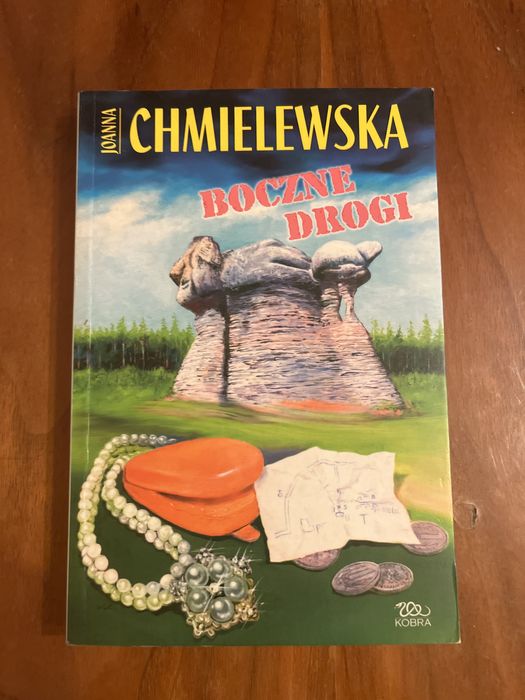 JOANNA
CHMIELEWSKA
BOCZNE
DROGI
KOBRA